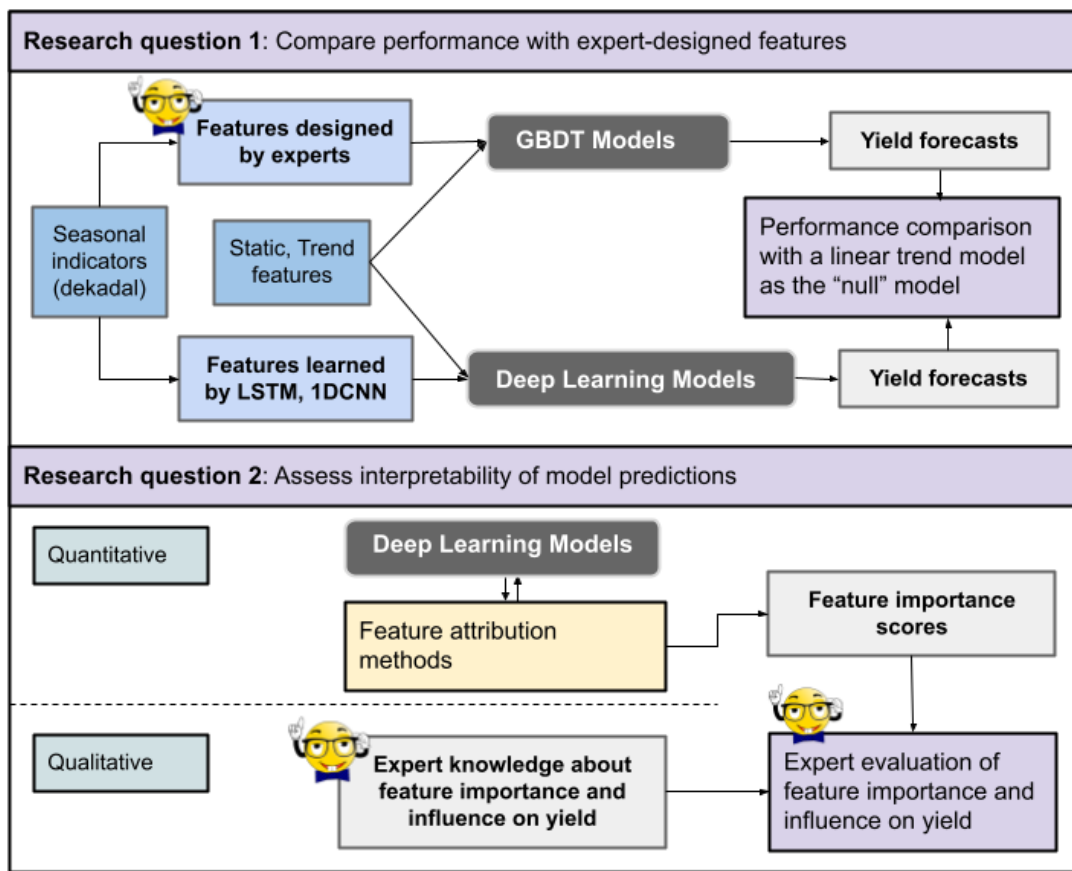 Research question 1: Compare performance with expert-designed features
Features designed
by experts
GBDT Models
Yield forecasts
Seasonal
indicators
(dekadal)
Static, Trend
features
Performance comparison
with a linear trend model
as the “null” model
Features learned
by LSTM, 1DCNN
Deep Learning Models
Yield forecasts
Research question 2: Assess interpretability of model predictions
Quantitative
Deep Learning Models
Feature attribution
methods
Feature importance
scores
Qualitative
Expert knowledge about
feature importance and
influence on yield
Expert evaluation of
feature importance and
influence on yield